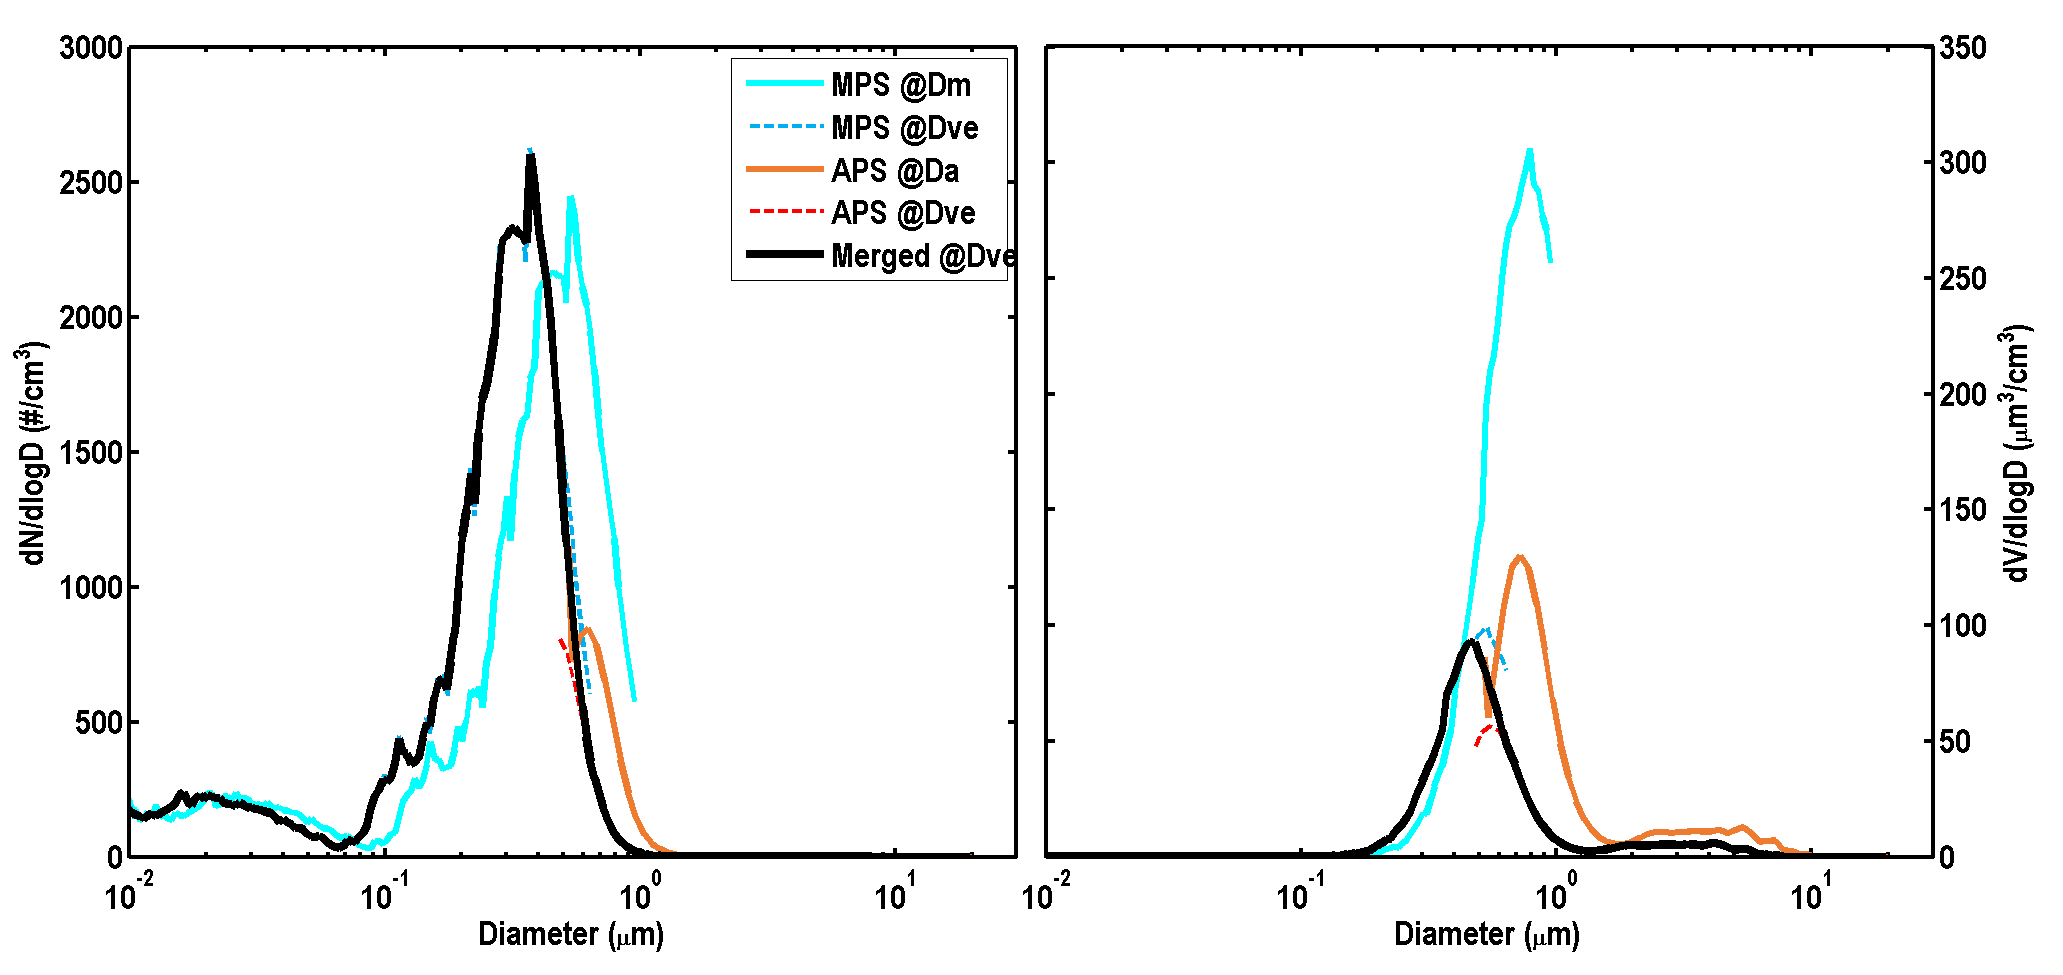 3000
2500
2000
1500
1000
500
0
dN/dlogD (#/cm³)
10⁻² 10⁻¹ 10⁰ 10¹
Diameter (μm)
MPS @Dm
MPS @Dve
APS @Da
APS @Dve
Merged @Dve
350
300
250
200
150
100
50
0
dV/dlogD (μm³/cm³)
10⁻² 10⁻¹ 10⁰ 10¹
Diameter (μm)